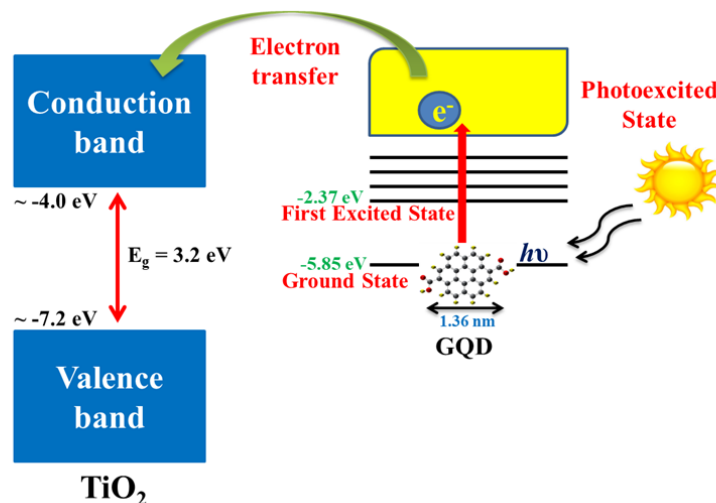 Electron
transfer
Conduction
band
e-
Photoexcited
State
~ -4.0 eV
-2.37 eV
First Excited State
Eg = 3.2 eV
hυ
-5.85 eV
Ground State
~ -7.2 eV
1.36 nm
GQD
Valence
band
TiO2